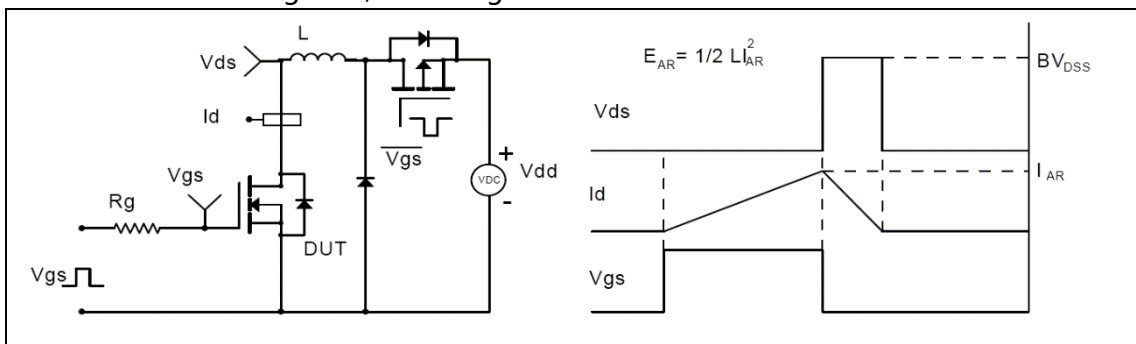 L
Vds
Id
Vgs
Vdd
+
VDC
-
Vgs
Rg
DUT
Vgs
E_AR = 1/2 LI²_AR
BV_DSS
Vds
I_AR
Id
Vgs